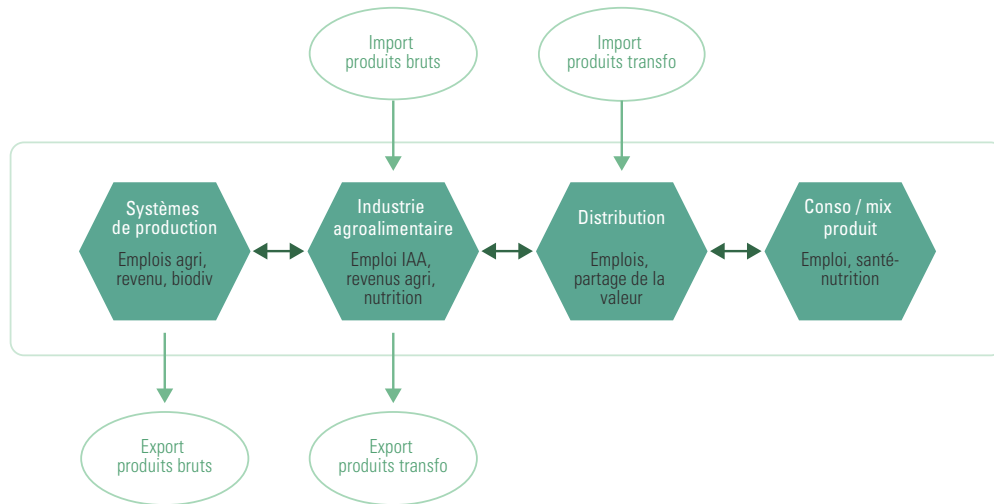 Import
produits bruts
Import
produits transfo
Systèmes
de production
Emplois agri,
revenu, biodiv
Industrie
agroalimentaire
Emploi IAA,
revenus agri,
nutrition
Distribution
Emplois,
partage de la
valeur
Conso / mix
produit
Emploi, santé-
nutrition
Export
produits bruts
Export
produits transfo